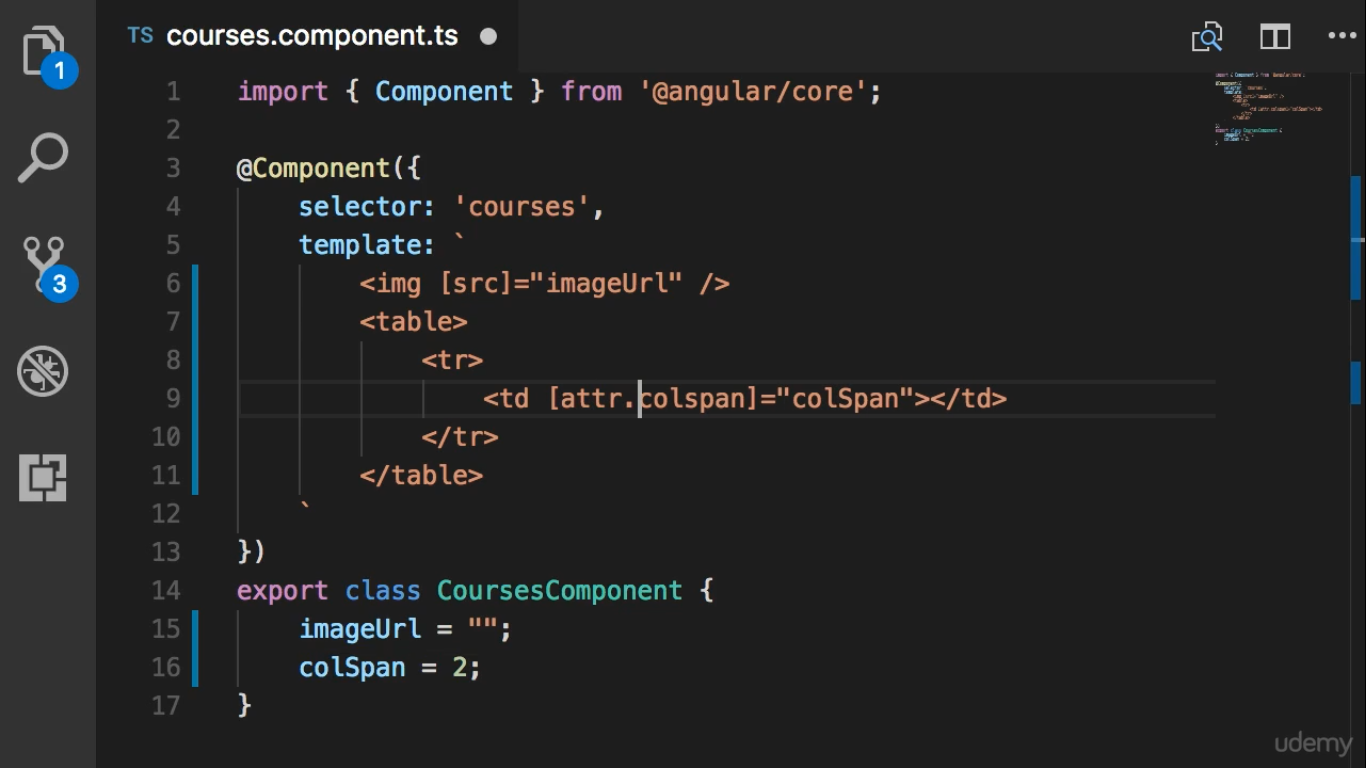 1
TS courses.component.ts
1 import { Component } from '@angular/core';
2
3 @Component({
4 selector: 'courses',
5 template: `
6 <img [src]="imageUrl" />
7 <table>
8 <tr>
9 <td [attr.colspan]="colSpan"></td>
10 </tr>
11 </table>
12 `
13 })
14 export class CoursesComponent {
15 imageUrl = "";
16 colSpan = 2;
17 }
3
udemy